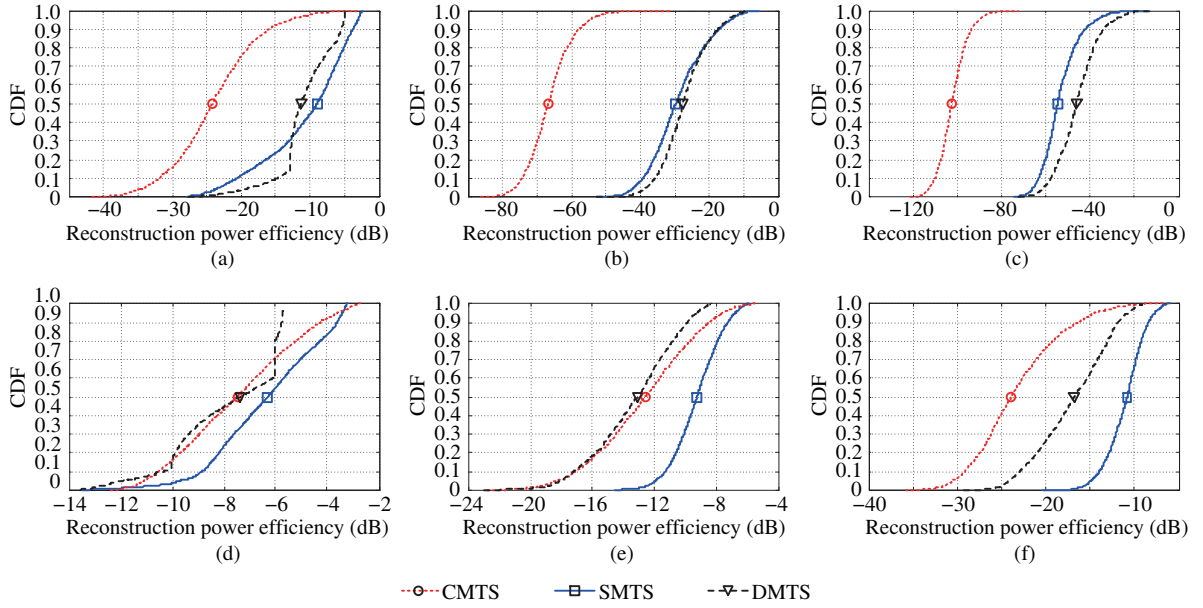 CDF
1.0
0.9
0.8
0.7
0.6
0.5
0.4
0.3
0.2
0.1
0
−40 −30 −20 −10 0
Reconstruction power efficiency (dB)
(a)
CDF
1.0
0.9
0.8
0.7
0.6
0.5
0.4
0.3
0.2
0.1
0
−80 −60 −40 −20 0
Reconstruction power efficiency (dB)
(b)
CDF
1.0
0.9
0.8
0.7
0.6
0.5
0.4
0.3
0.2
0.1
0
−120 −80 −40 0
Reconstruction power efficiency (dB)
(c)
CDF
1.0
0.9
0.8
0.7
0.6
0.5
0.4
0.3
0.2
0.1
0
−14 −12 −10 −8 −6 −4 −2
Reconstruction power efficiency (dB)
(d)
CDF
1.0
0.9
0.8
0.7
0.6
0.5
0.4
0.3
0.2
0.1
0
−24 −20 −16 −12 −8 −4
Reconstruction power efficiency (dB)
(e)
CDF
1.0
0.9
0.8
0.7
0.6
0.5
0.4
0.3
0.2
0.1
0
−40 −30 −20 −10
Reconstruction power efficiency (dB)
(f)
CMTS SMTS DMTS